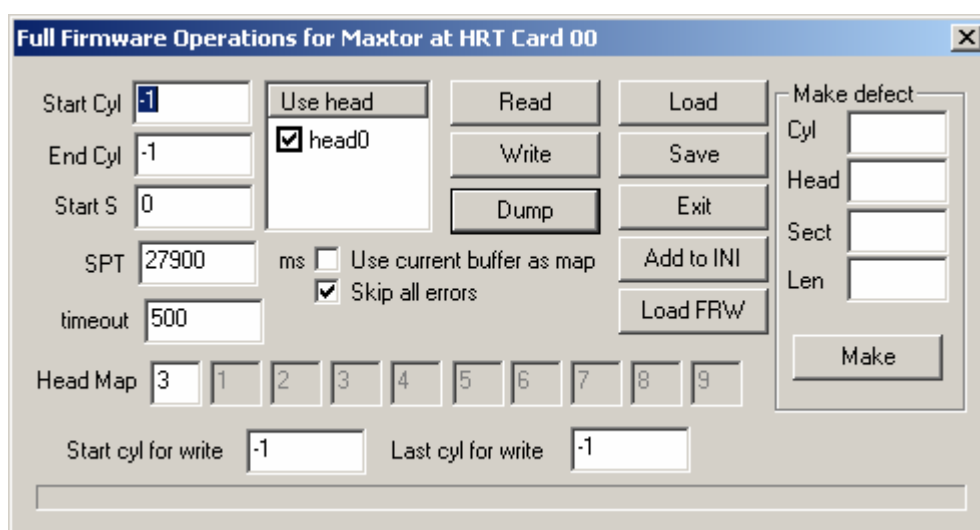 Full Firmware Operations for Maxtor at HRT Card 00
Start Cyl -1
End Cyl -1
Start S 0
SPT 27900
timeout 500
Use head
head0
ms
Use current buffer as map
Skip all errors
Read
Write
Dump
Load
Save
Exit
Add to INI
Load FRW
Make defect
Cyl
Head
Sect
Len
Make
Head Map 3 1 2 3 4 5 6 7 8 9
Start cyl for write -1 Last cyl for write -1